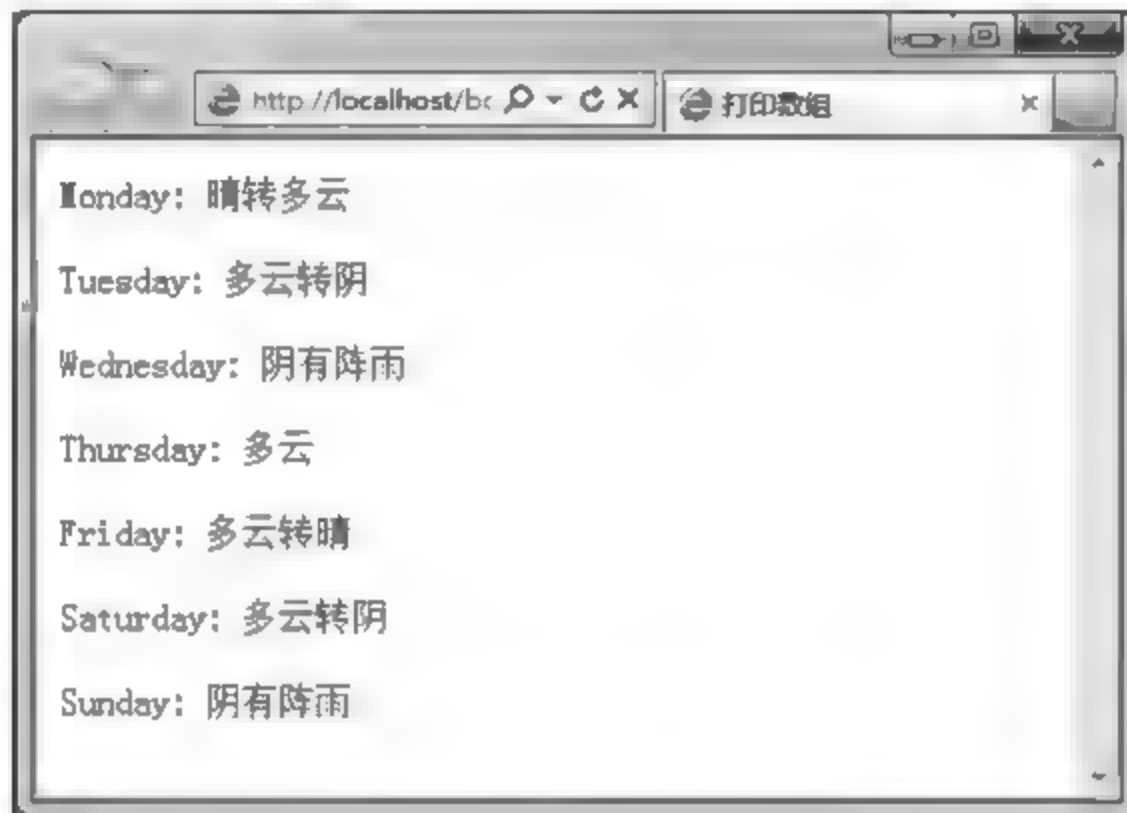 http://localhost/bc
打印数组
Monday: 晴转多云
Tuesday: 多云转阴
Wednesday: 阴有阵雨
Thursday: 多云
Friday: 多云转晴
Saturday: 多云转阴
Sunday: 阴有阵雨